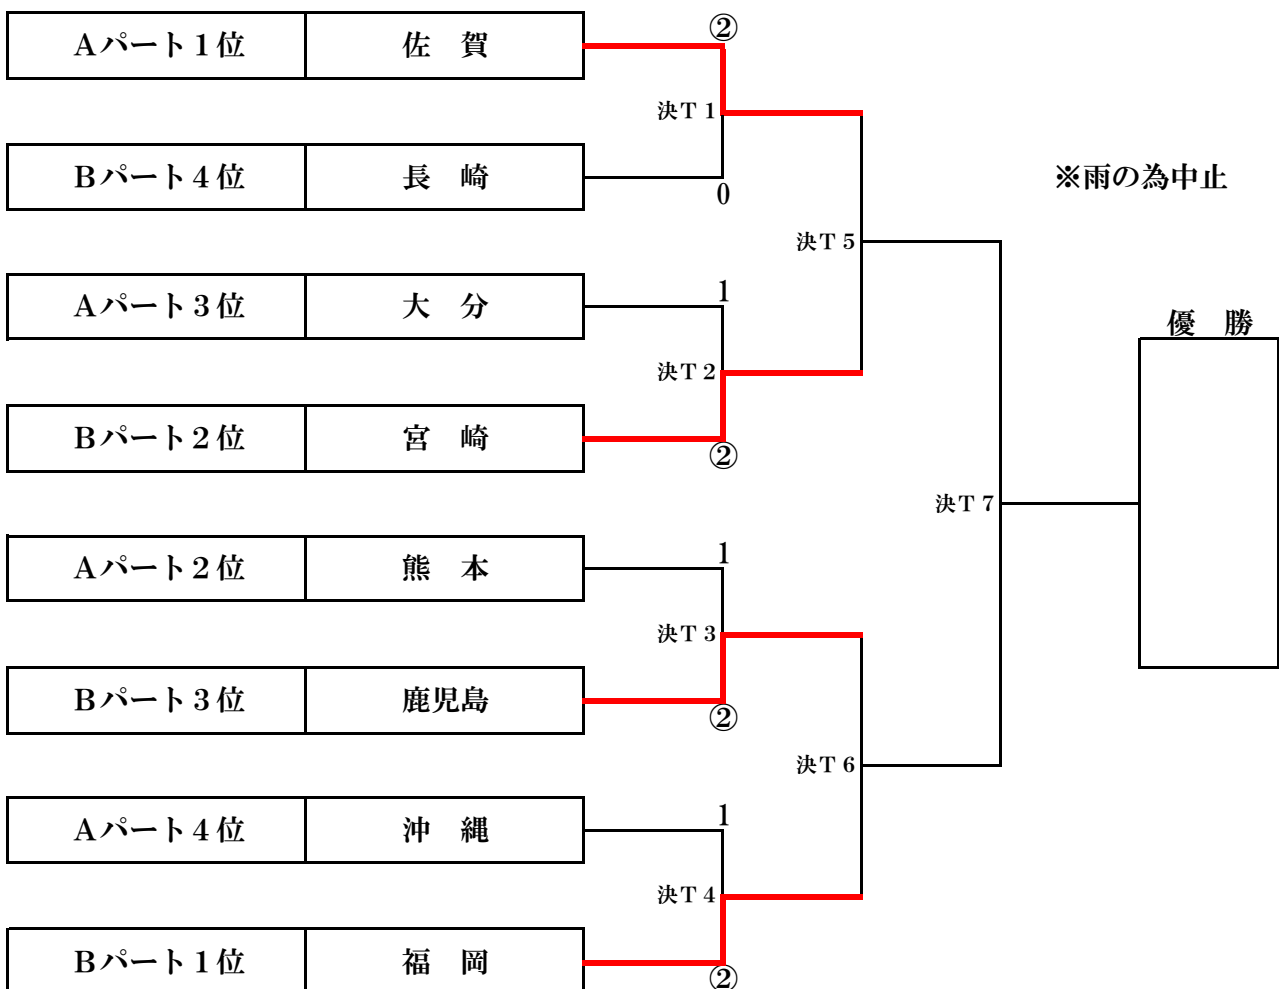 ②
Aパート１位 佐　賀
決Ｔ１
Bパート４位 長　崎
0
※雨の為中止
決Ｔ５
1
Aパート３位 大　分
優　勝
決Ｔ２
Bパート２位 宮　崎
②
決Ｔ７
1
Aパート２位 熊　本
決Ｔ３
Bパート３位 鹿児島
②
決Ｔ６
1
Aパート４位 沖　縄
決Ｔ４
Bパート１位 福　岡
②